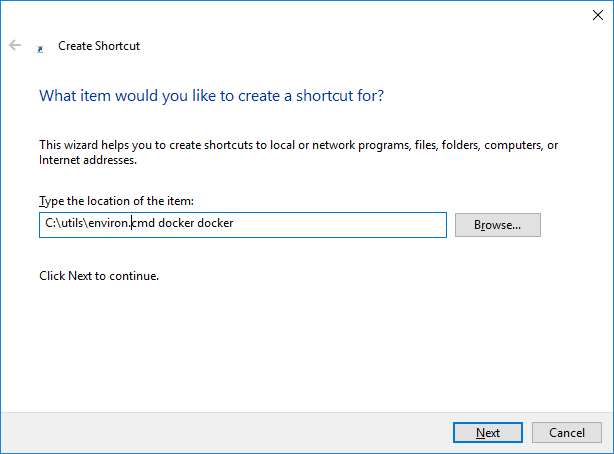 Create Shortcut
What item would you like to create a shortcut for?
This wizard helps you to create shortcuts to local or network programs, files, folders, computers, or
Internet addresses.
Type the location of the item:
C:\utils\environ.cmd docker docker
Browse...
Click Next to continue.
Next
Cancel